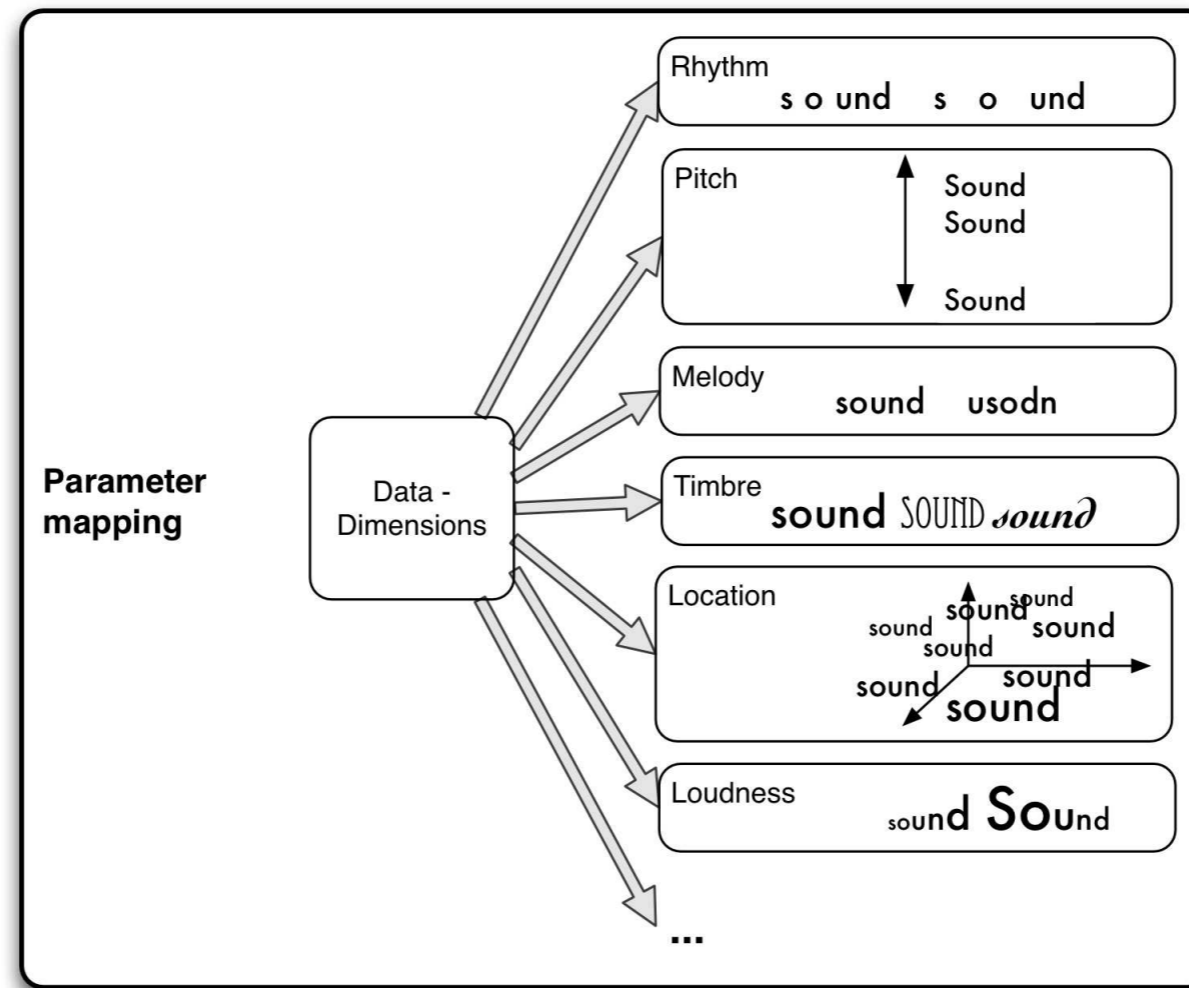 Rhythm
s o und s o und
Pitch
Sound
Sound
Sound
Melody
sound usodn
Parameter
mapping
Data -
Dimensions
Timbre
sound SOUND sound
Location
sound
sound
sound
sound
sound
sound
sound
sound
Loudness
sound Sound
...